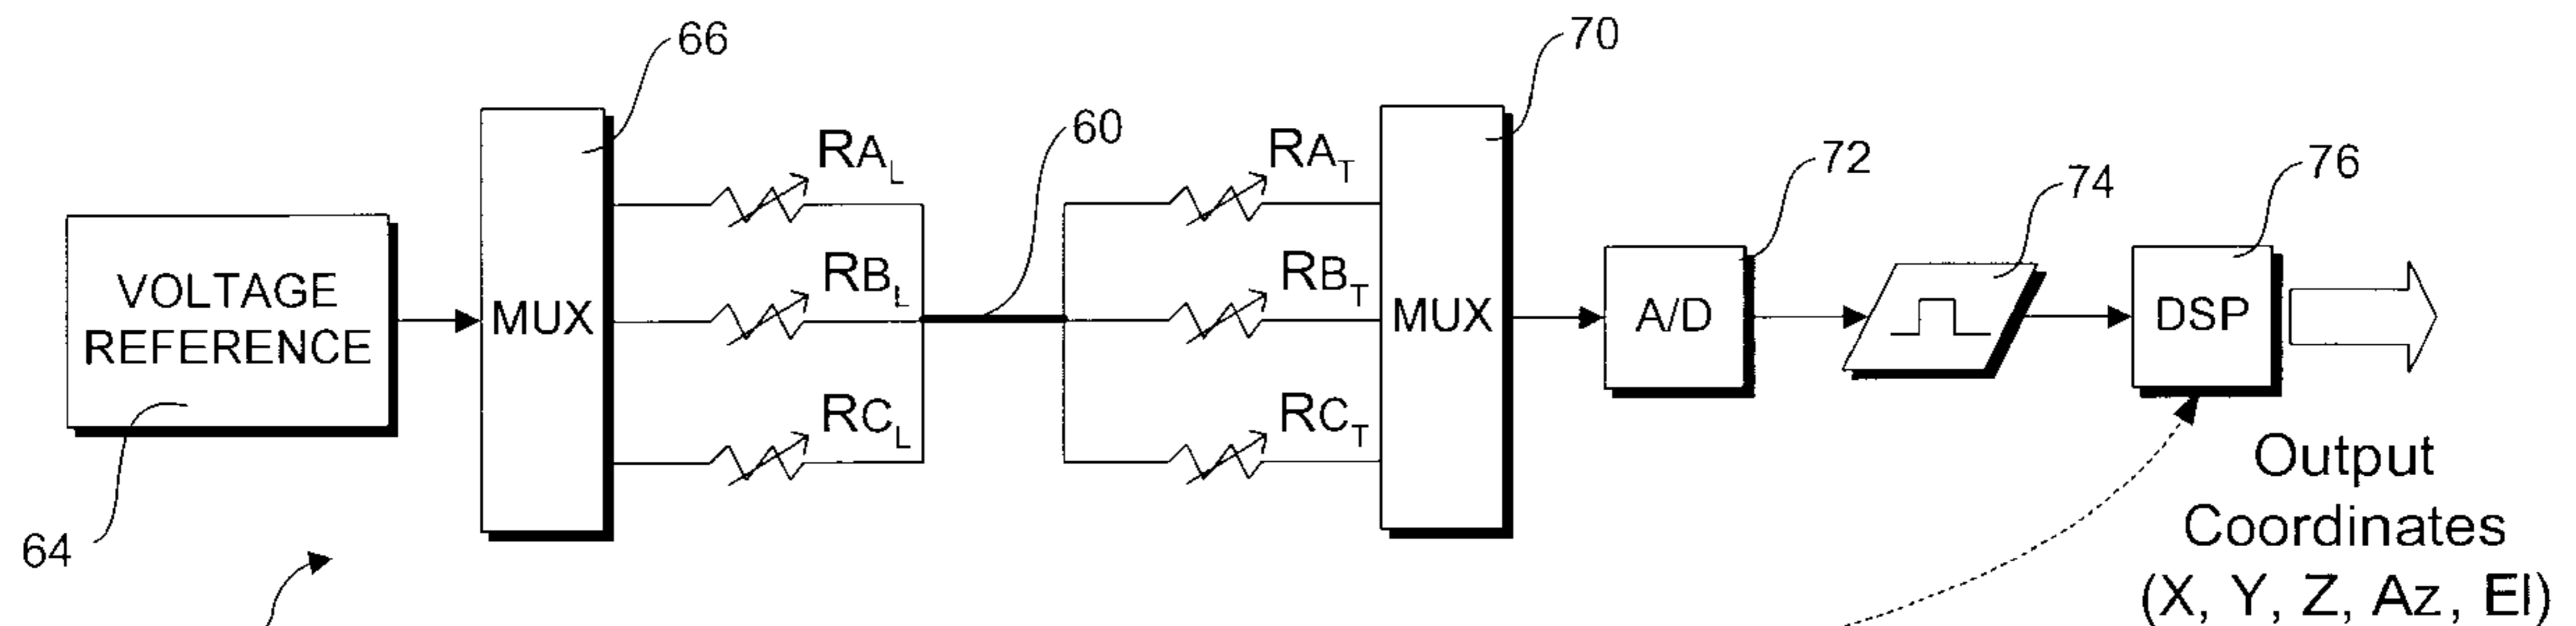 66
70
60
72
74
76
RA_L
RA_T
VOLTAGE
REFERENCE
MUX
RB_L
RB_T
MUX
A/D
DSP
RC_L
RC_T
64
Output
Coordinates
(X, Y, Z, Az, El)